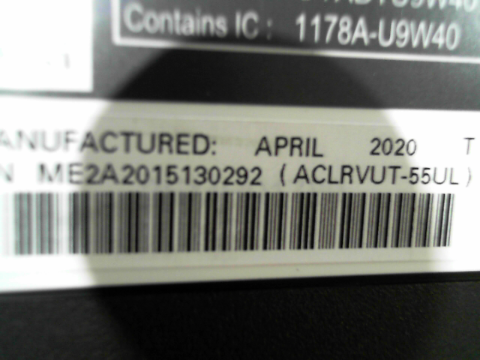 Contains IC : 1178A-U9W40
ANUFACTURED: APRIL 2020 T
N ME2A2015130292 ( ACLRVUT-55UL )